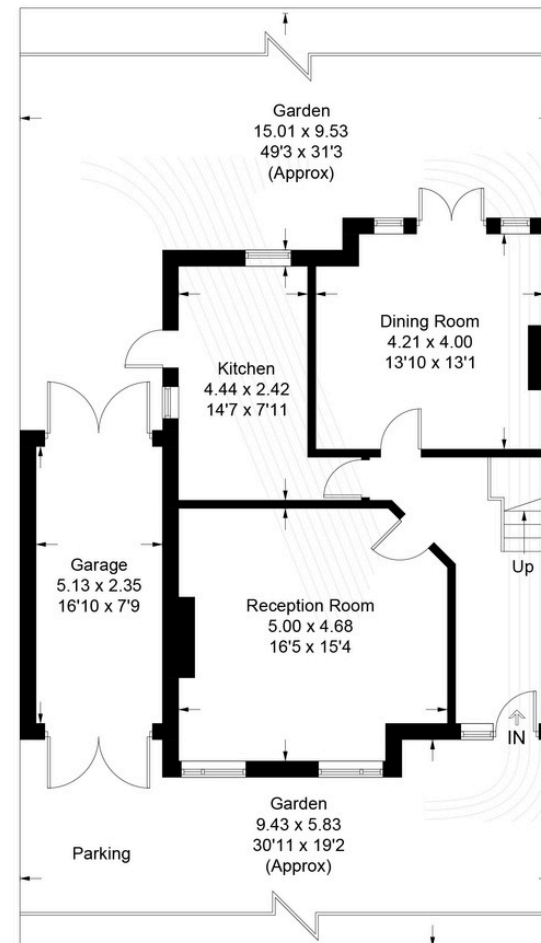 Garden
15.01 x 9.53
49'3 x 31'3
(Approx)
Dining Room
4.21 x 4.00
13'10 x 13'1
Kitchen
4.44 x 2.42
14'7 x 7'11
Garage
5.13 x 2.35
16'10 x 7'9
Up
Reception Room
5.00 x 4.68
16'5 x 15'4
IN
Garden
9.43 x 5.83
30'11 x 19'2
(Approx)
Parking